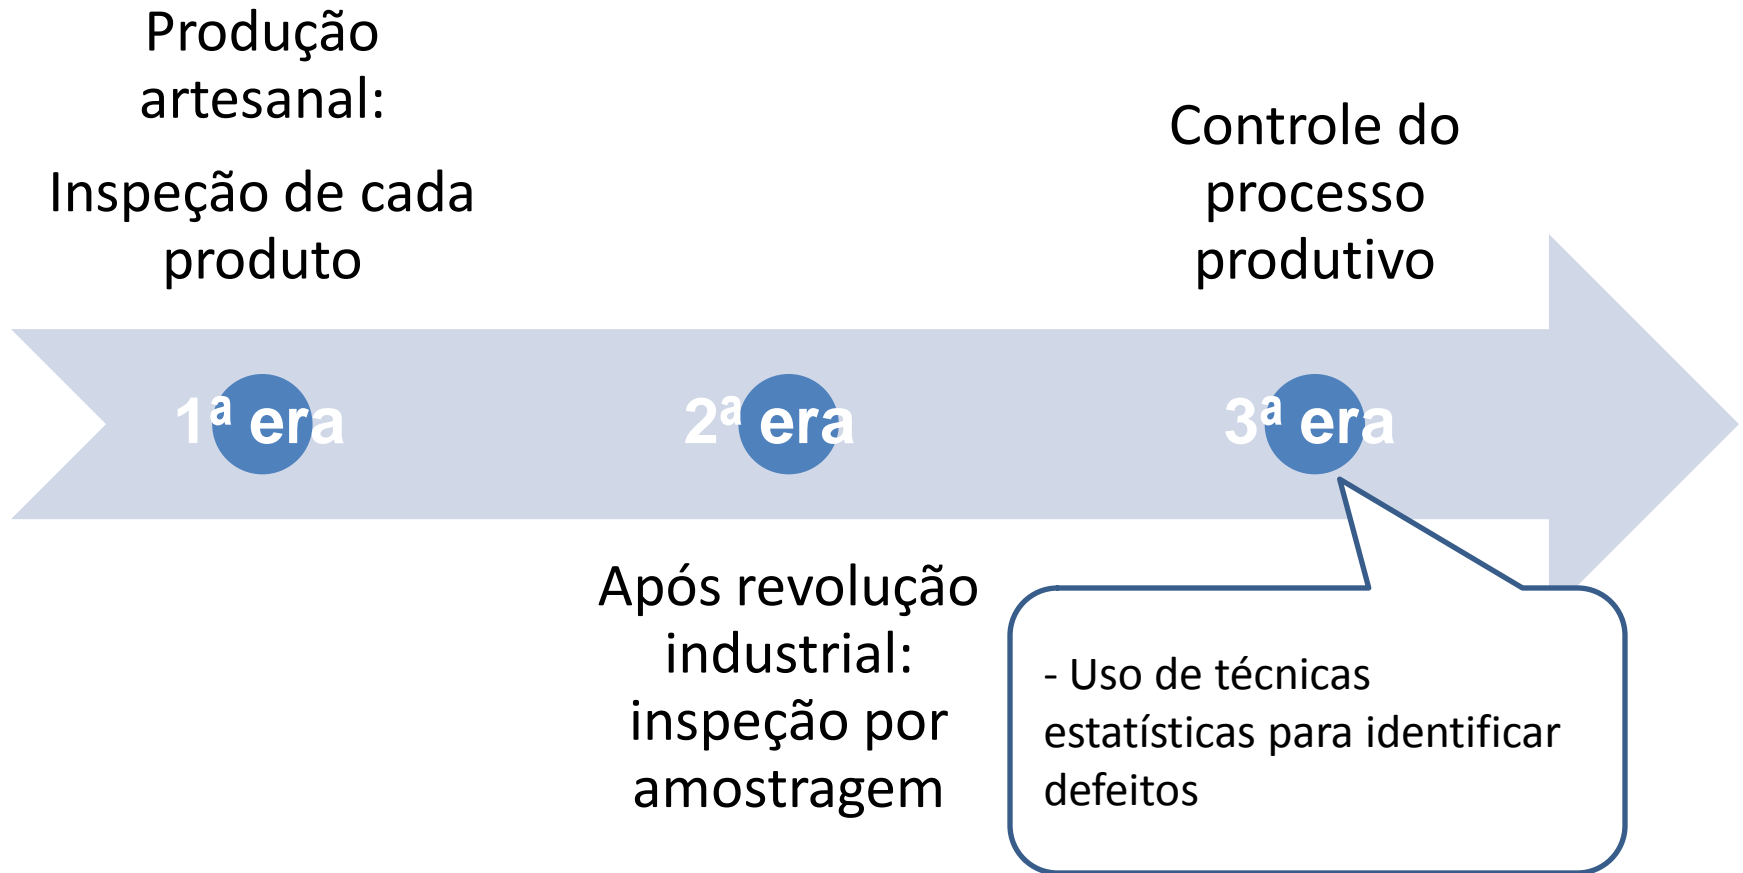 Produção
artesanal:
Inspeção de cada
produto
Controle do
processo
produtivo
1ª era
2ª era
3ª era
Após revolução
industrial:
inspeção por
amostragem
- Uso de técnicas
estatísticas para identificar
defeitos